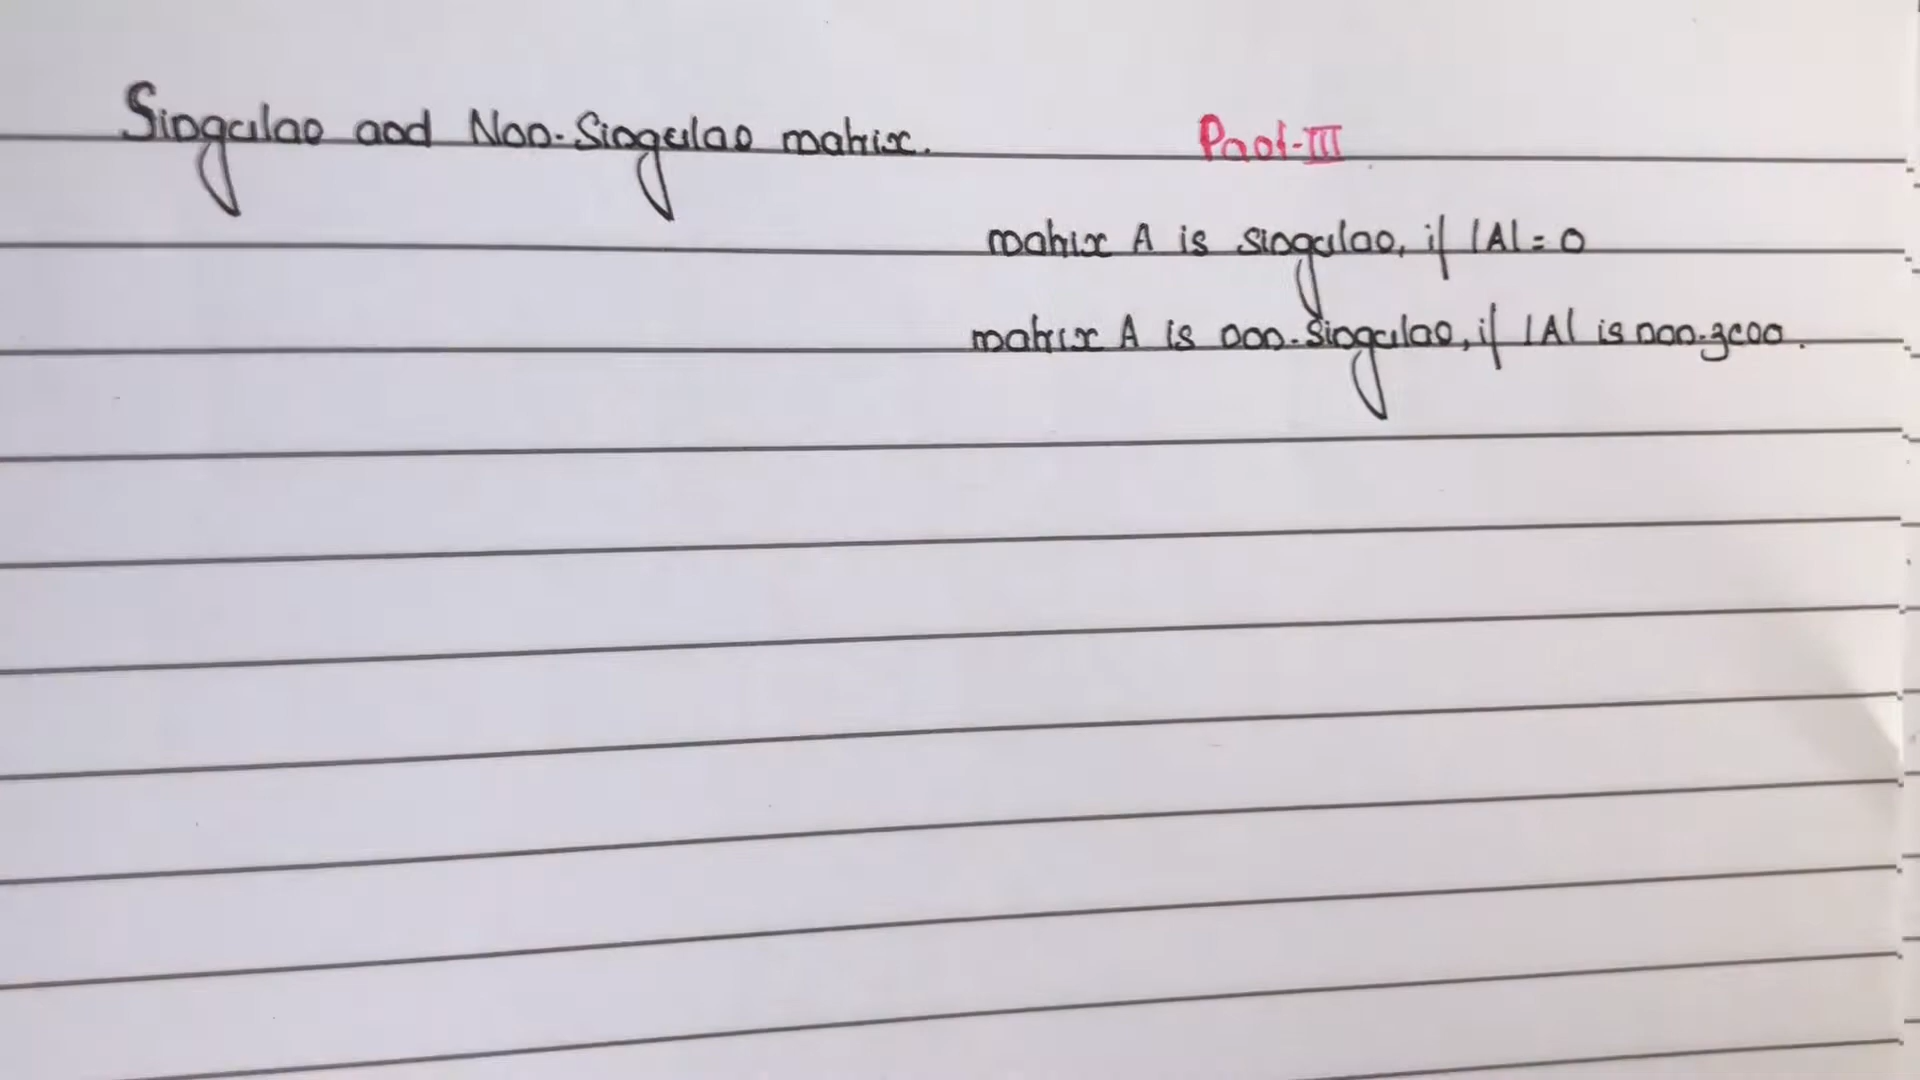 Singular and Non-Singular matrix. Part-III
matrix A is singular, if |A| = 0
matrix A is non-singular, if |A| is non-zero.